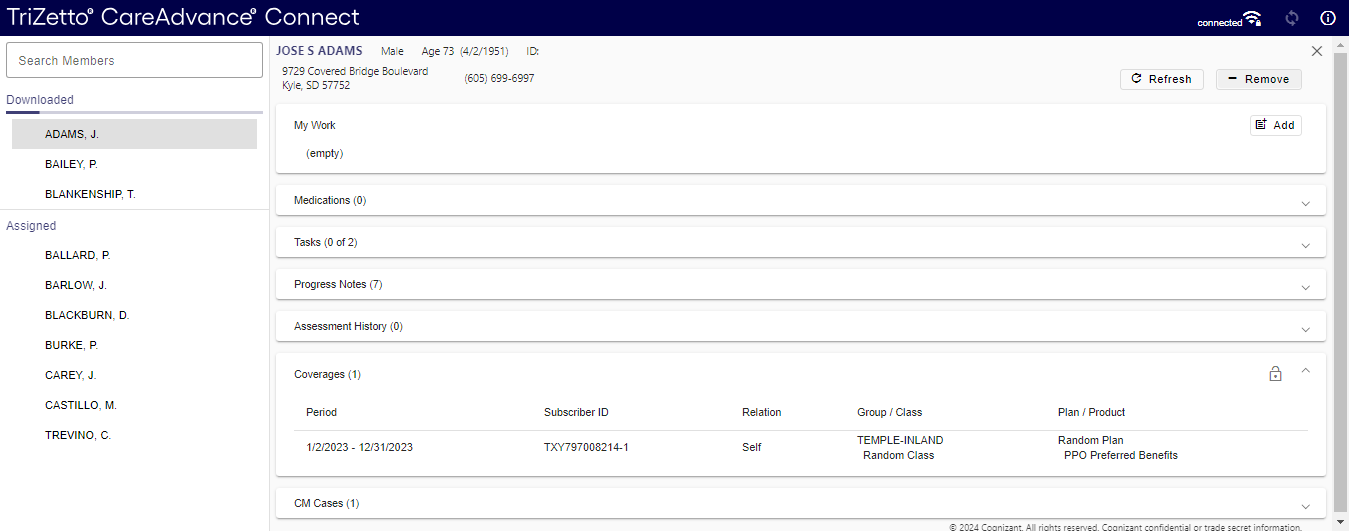 TriZetto® CareAdvance® Connect
connected
Search Members
Downloaded
ADAMS, J.
BAILEY, P.
BLANKENSHIP, T.
Assigned
BALLARD, P.
BARLOW, J.
BLACKBURN, D.
BURKE, P.
CAREY, J.
CASTILLO, M.
TREVINO, C.
JOSE S ADAMS Male Age 73 (4/2/1951) ID:
9729 Covered Bridge Boulevard (605) 699-6997
Kyle, SD 57752
Refresh Remove
My Work Add
(empty)
Medications (0)
Tasks (0 of 2)
Progress Notes (7)
Assessment History (0)
Coverages (1)
Period Subscriber ID Relation Group / Class Plan / Product
1/2/2023 - 12/31/2023 TXY797008214-1 Self TEMPLE-INLAND Random Plan
Random Class PPO Preferred Benefits
CM Cases (1)
© 2024 Cognizant. All rights reserved. Cognizant confidential or trade secret information.